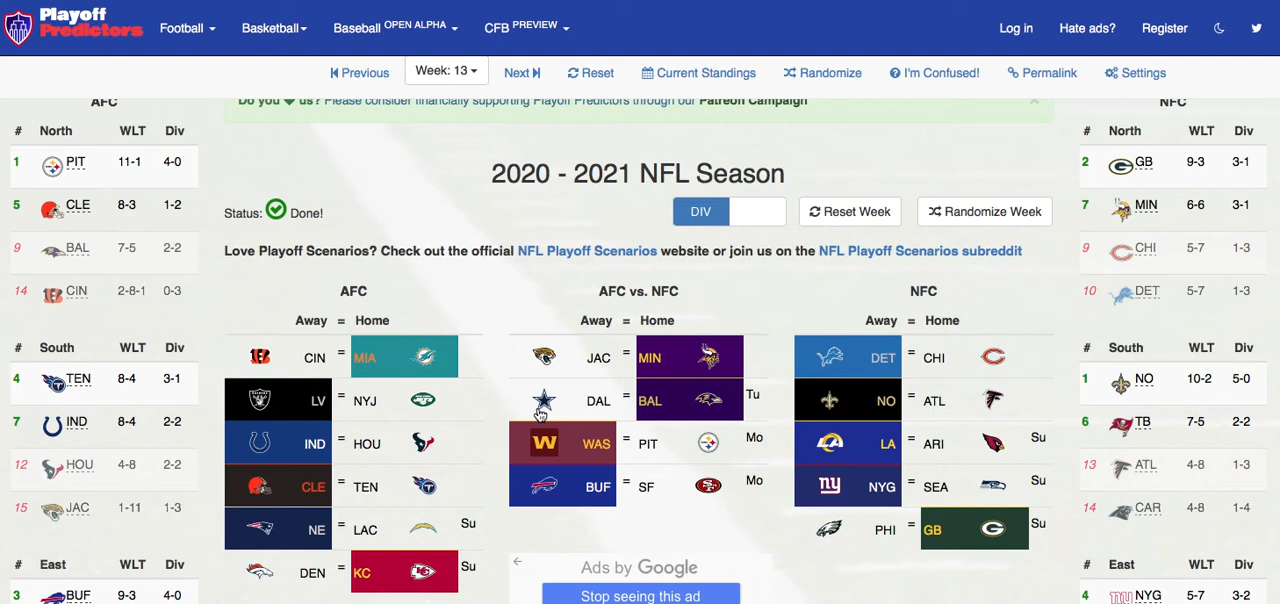 Playoff
Predictors
Football
Basketball
Baseball OPEN ALPHA
CFB PREVIEW
Log in
Hate ads?
Register
Previous
Week: 13
Next
Reset
Current Standings
Randomize
I'm Confused!
Permalink
Settings
Do you us? Please consider financially supporting Playoff Predictors through our Patreon Campaign
2020 - 2021 NFL Season
Status: Done!
DIV
Reset Week
Randomize Week
Love Playoff Scenarios? Check out the official NFL Playoff Scenarios website or join us on the NFL Playoff Scenarios subreddit
AFC
# North WLT Div
1 PIT 11-1 4-0
5 CLE 8-3 1-2
9 BAL 7-5 2-2
14 CIN 2-8-1 0-3
# South WLT Div
4 TEN 8-4 3-1
7 IND 8-4 2-2
12 HOU 4-8 2-2
15 JAC 1-11 1-3
# East WLT Div
3 BUF 9-3 4-0
AFC
Away = Home
CIN = MIA
LV = NYJ
IND = HOU
CLE = TEN
NE = LAC Su
DEN = KC Su
AFC vs. NFC
Away = Home
JAC = MIN
DAL = BAL Tu
W WAS = PIT Mo
BUF = SF Mo
Ads by Google
Stop seeing this ad
NFC
Away = Home
DET = CHI
NO = ATL
LA = ARI Su
ny NYG = SEA Su
PHI = GB Su
NFC
# North WLT Div
2 GB 9-3 3-1
7 MIN 6-6 3-1
9 CHI 5-7 1-3
10 DET 5-7 1-3
# South WLT Div
1 NO 10-2 5-0
6 TB 7-5 2-2
13 ATL 4-8 1-3
14 CAR 4-8 1-4
# East WLT Div
4 ny NYG 5-7 3-2